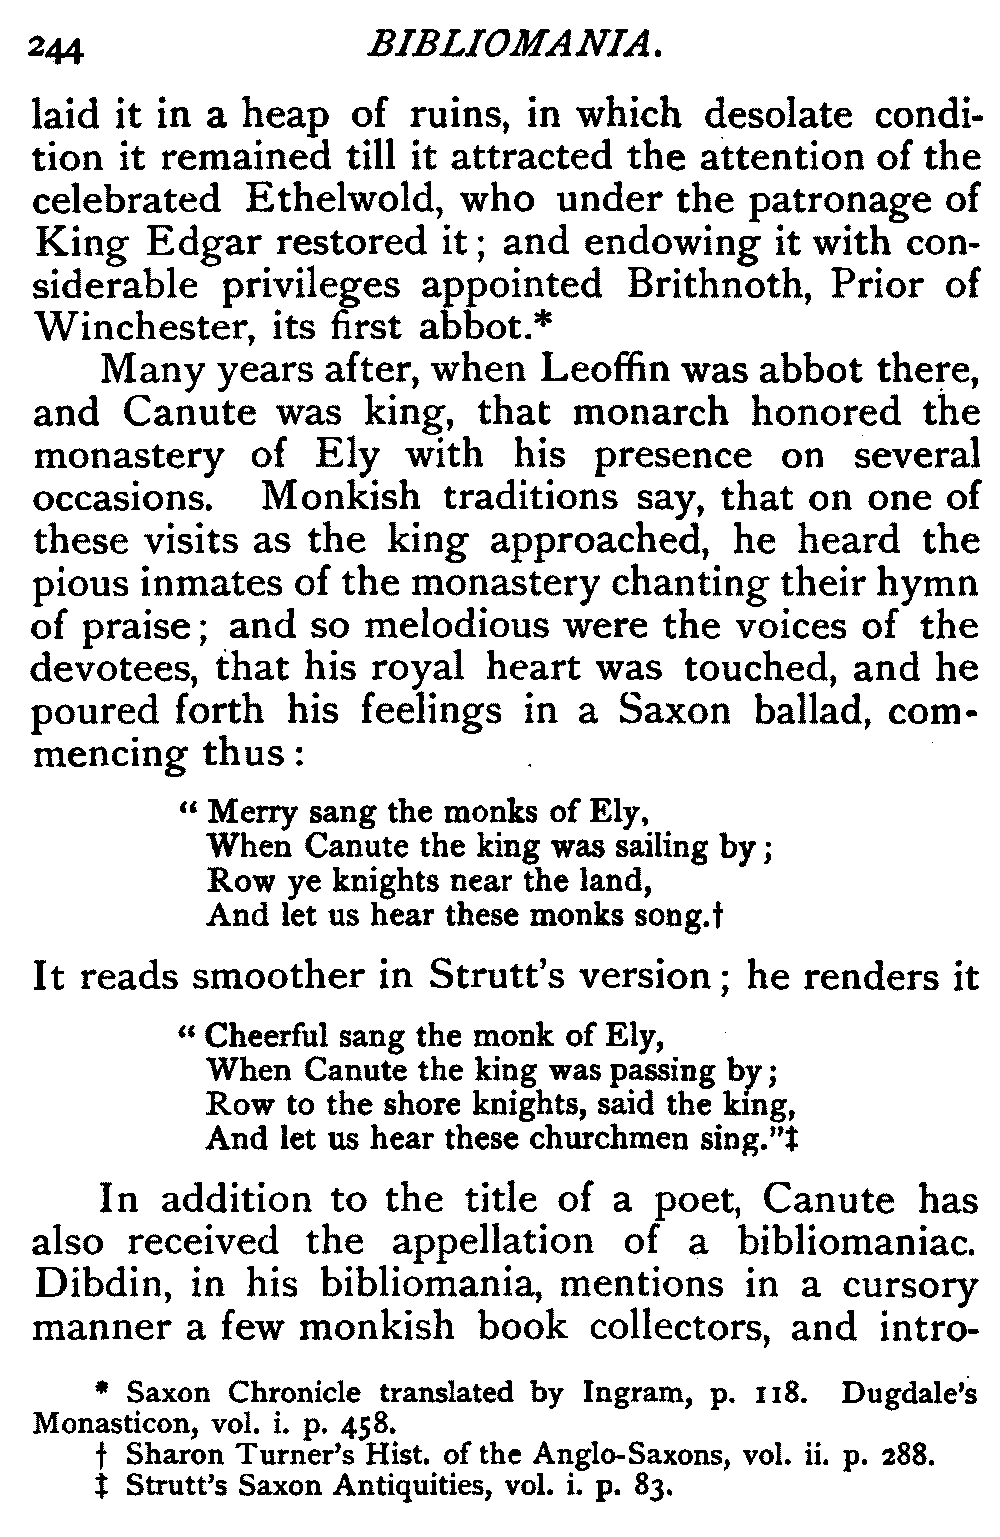 244 BIBLIOMANIA.
laid it in a heap of ruins, in which desolate condi-
tion it remained till it attracted the attention of the
celebrated Ethelwold, who under the patronage of
King Edgar restored it; and endowing it with con-
siderable privileges appointed Brithnoth, Prior of
Winchester, its first abbot.*
Many years after, when Leoffin was abbot there,
and Canute was king, that monarch honored the
monastery of Ely with his presence on several
occasions. Monkish traditions say, that on one of
these visits as the king approached, he heard the
pious inmates of the monastery chanting their hymn
of praise; and so melodious were the voices of the
devotees, that his royal heart was touched, and he
poured forth his feelings in a Saxon ballad, com-
mencing thus:
“ Merry sang the monks of Ely,
When Canute the king was sailing by;
Row ye knights near the land,
And let us hear these monks song.†
It reads smoother in Strutt's version; he renders it
“ Cheerful sang the monk of Ely,
When Canute the king was passing by;
Row to the shore knights, said the king,
And let us hear these churchmen sing.”‡
In addition to the title of a poet, Canute has
also received the appellation of a bibliomaniac.
Dibdin, in his bibliomania, mentions in a cursory
manner a few monkish book collectors, and intro-
* Saxon Chronicle translated by Ingram, p. 118. Dugdale's
Monasticon, vol. i. p. 458.
† Sharon Turner's Hist. of the Anglo-Saxons, vol. ii. p. 288.
‡ Strutt's Saxon Antiquities, vol. i. p. 83.